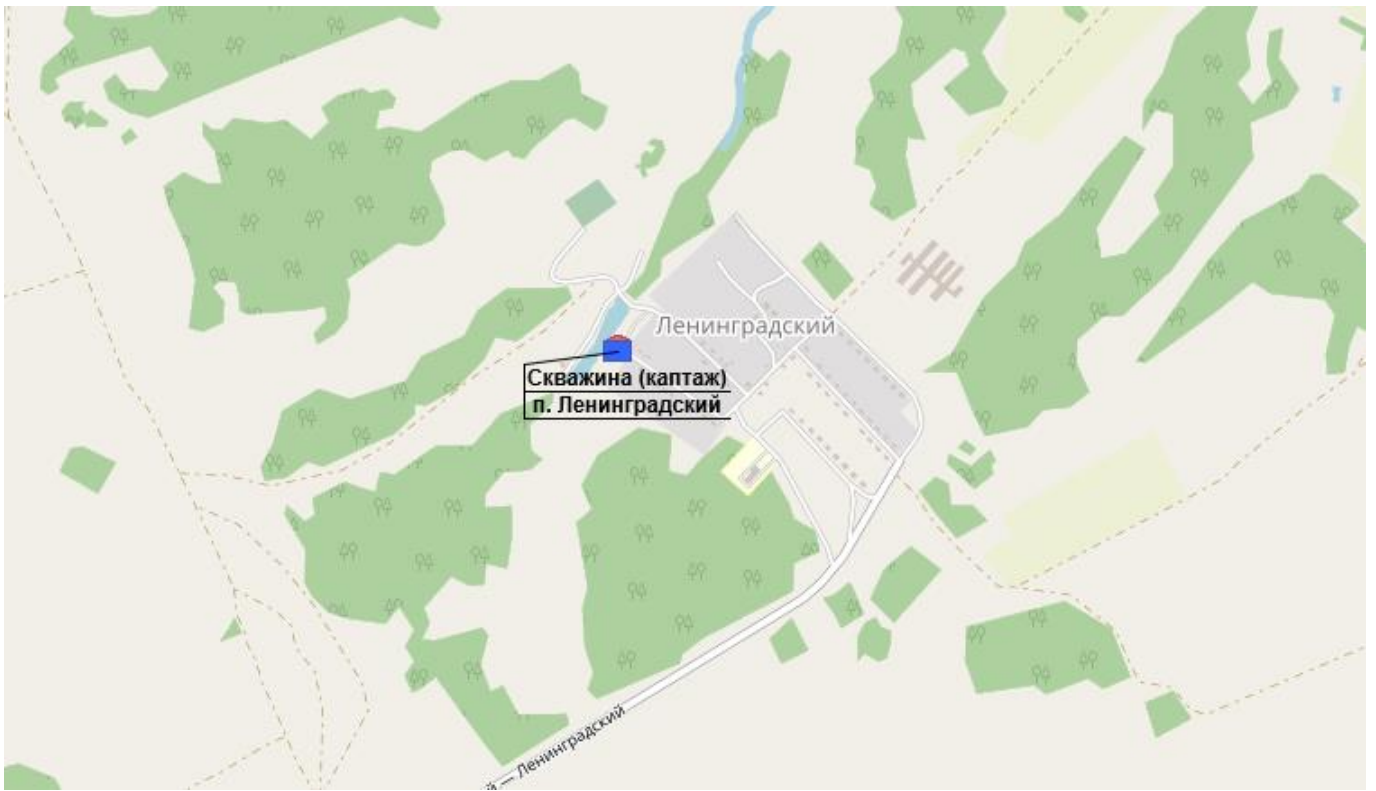 Ленинградский
Скважина (каптаж)
п. Ленинградский
й — Ленинградский